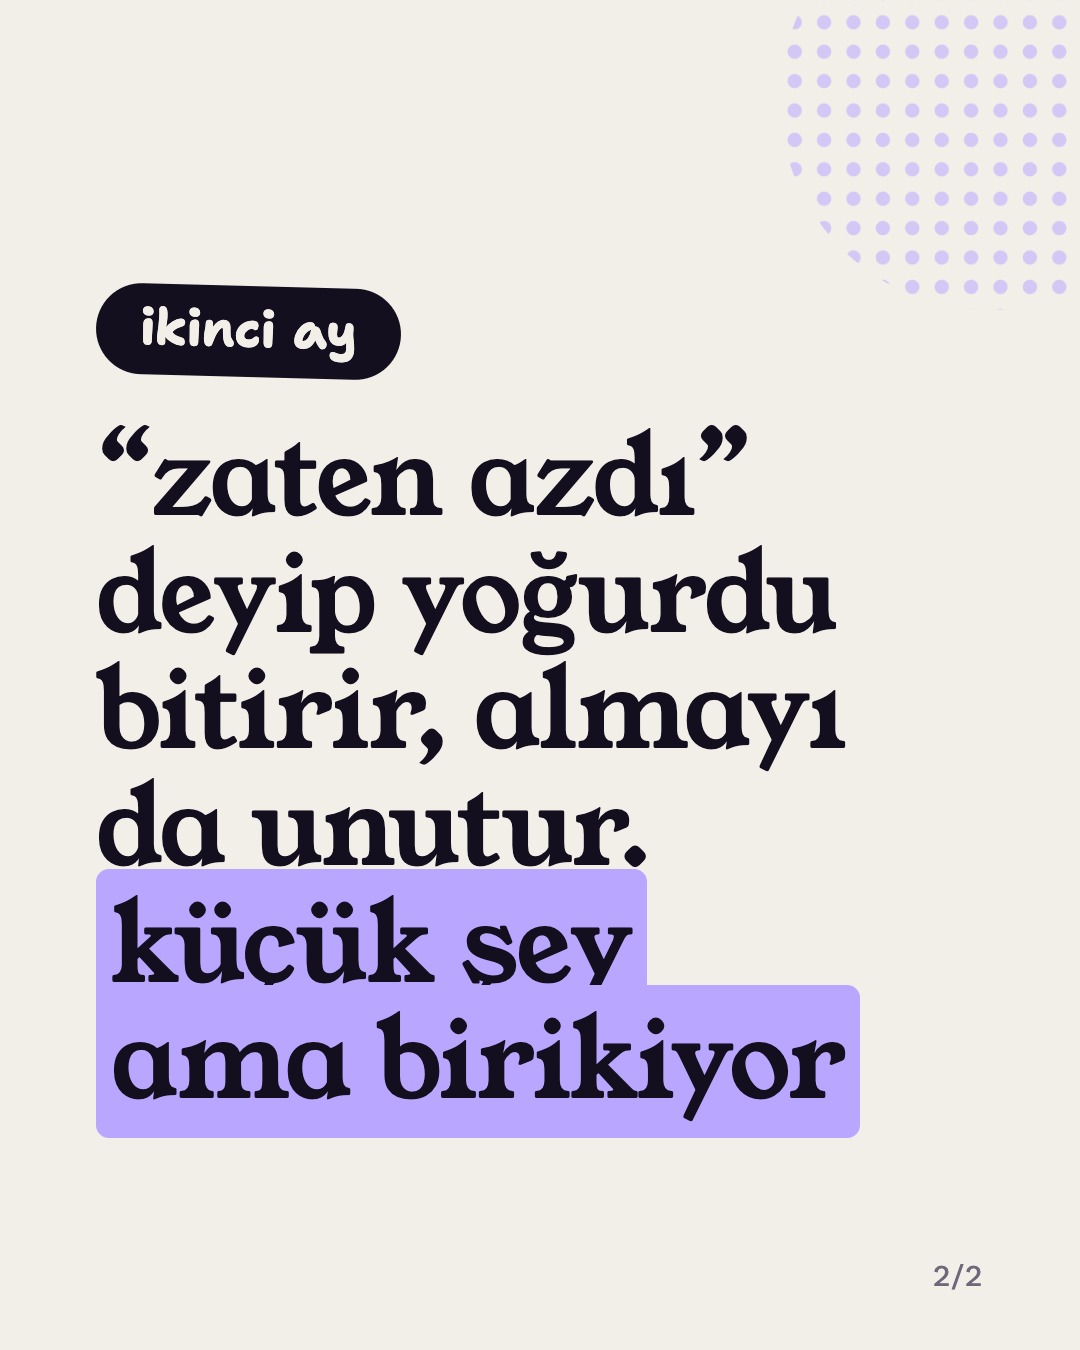 ikinci ay
“zaten azdı”
deyip yoğurdu
bitirir, almayı
da unutur.
küçük şey
ama birikiyor
2/2